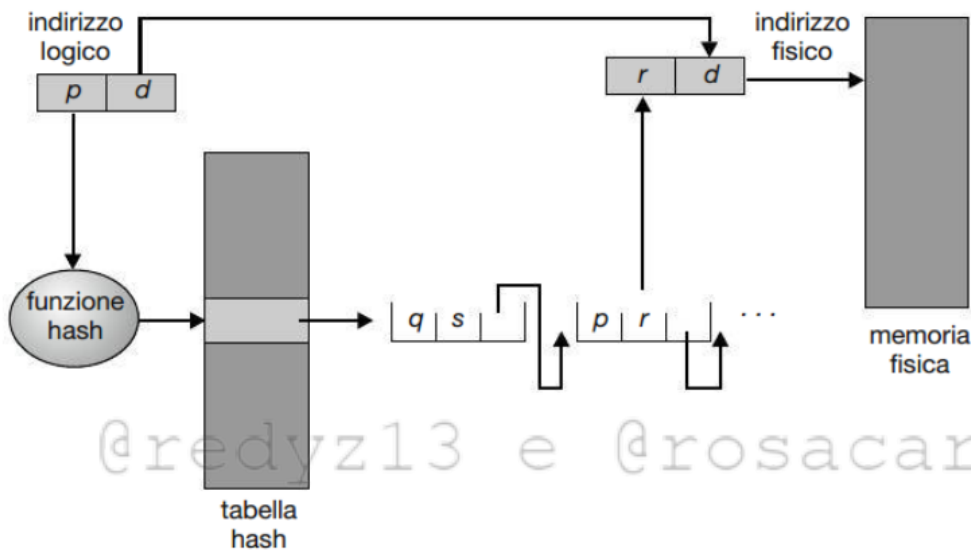 indirizzo
logico
p d
indirizzo
fisico
r d
funzione
hash
q s
p r ...
memoria
fisica
@redyz13 e @rosacar
tabella
hash